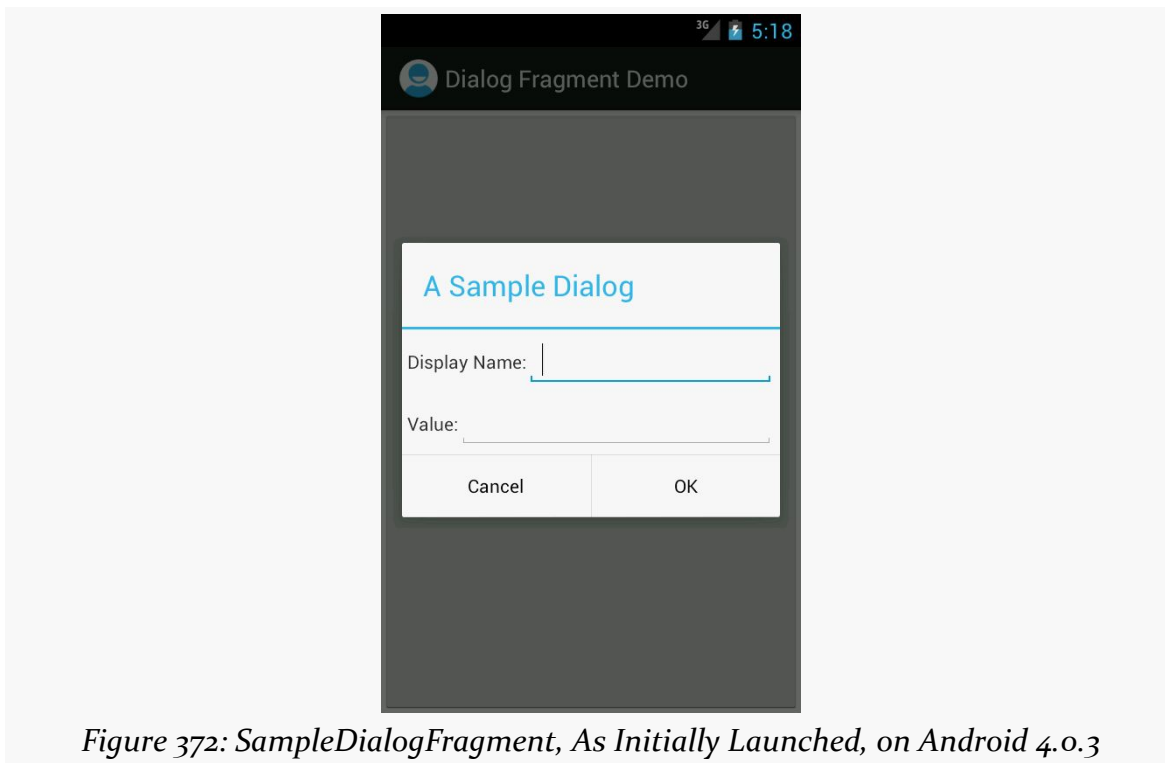 3G 5:18
Dialog Fragment Demo
A Sample Dialog
Display Name:
Value:
Cancel OK
Figure 372: SampleDialogFragment, As Initially Launched, on Android 4.0.3